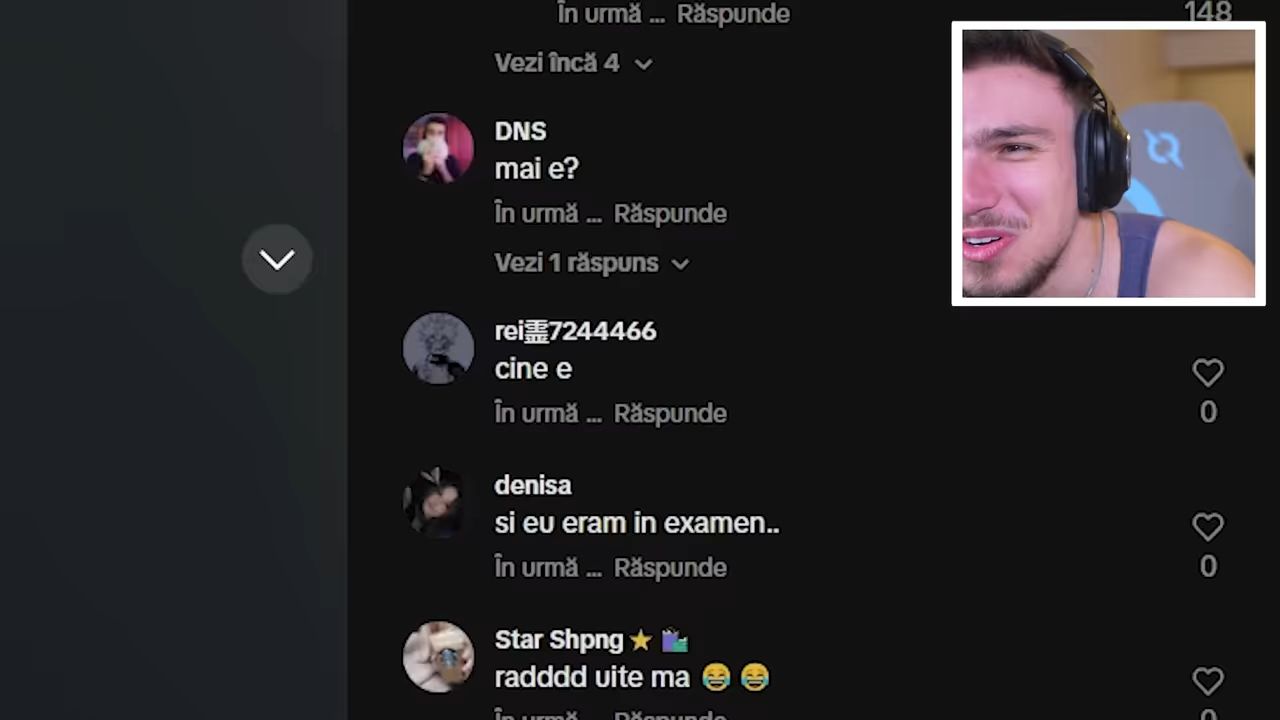 În urmă ... Răspunde
148
Vezi încă 4
DNS
mai e?
În urmă ... Răspunde
Vezi 1 răspuns
rei霊7244466
cine e
În urmă ... Răspunde
0
denisa
si eu eram in examen..
În urmă ... Răspunde
0
Star Shpng ⭐ 🛍️
radddd uite ma 😂 😂
În urmă ... Răspunde
0